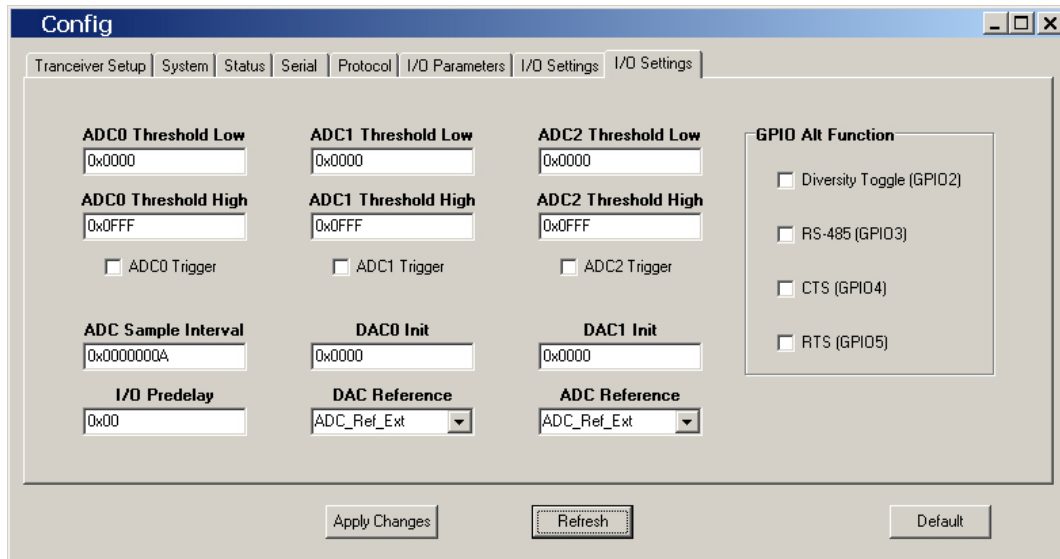 Config
Tranceiver Setup System Status Serial Protocol I/O Parameters I/O Settings I/O Settings
ADC0 Threshold Low ADC1 Threshold Low ADC2 Threshold Low GPIO Alt Function
0x0000 0x0000 0x0000
Diversity Toggle (GPIO2)
ADC0 Threshold High ADC1 Threshold High ADC2 Threshold High
0x0FFF 0x0FFF 0x0FFF
RS-485 (GPIO3)
ADC0 Trigger ADC1 Trigger ADC2 Trigger
CTS (GPIO4)
ADC Sample Interval DAC0 Init DAC1 Init
0x0000000A 0x0000 0x0000
RTS (GPIO5)
I/O Predelay DAC Reference ADC Reference
0x00 ADC_Ref_Ext ADC_Ref_Ext
Apply Changes Refresh Default